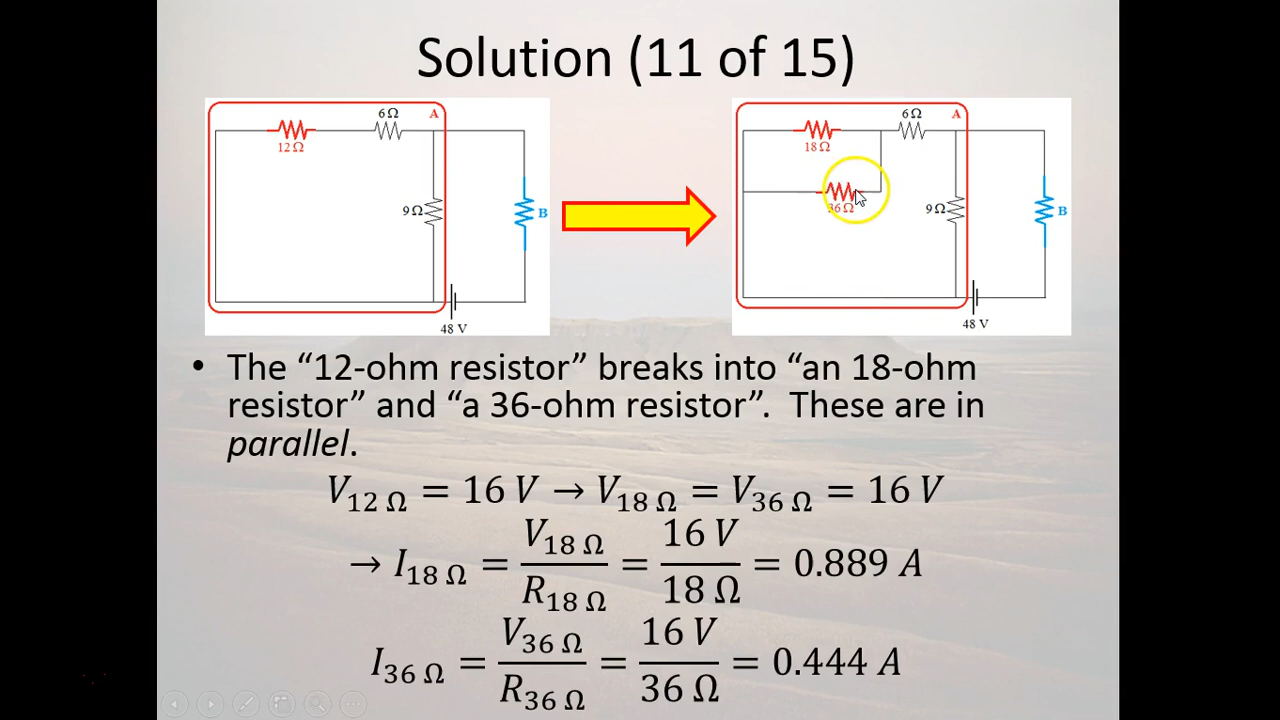 Solution (11 of 15)
6 Ω A
12 Ω
9 Ω B
48 V
6 Ω A
18 Ω
36 Ω 9 Ω B
48 V
• The “12-ohm resistor” breaks into “an 18-ohm
resistor” and “a 36-ohm resistor”. These are in
parallel.
V₁₂ Ω = 16 V → V₁₈ Ω = V₃₆ Ω = 16 V
→ I₁₈ Ω = V₁₈ Ω / R₁₈ Ω = 16 V / 18 Ω = 0.889 A
I₃₆ Ω = V₃₆ Ω / R₃₆ Ω = 16 V / 36 Ω = 0.444 A